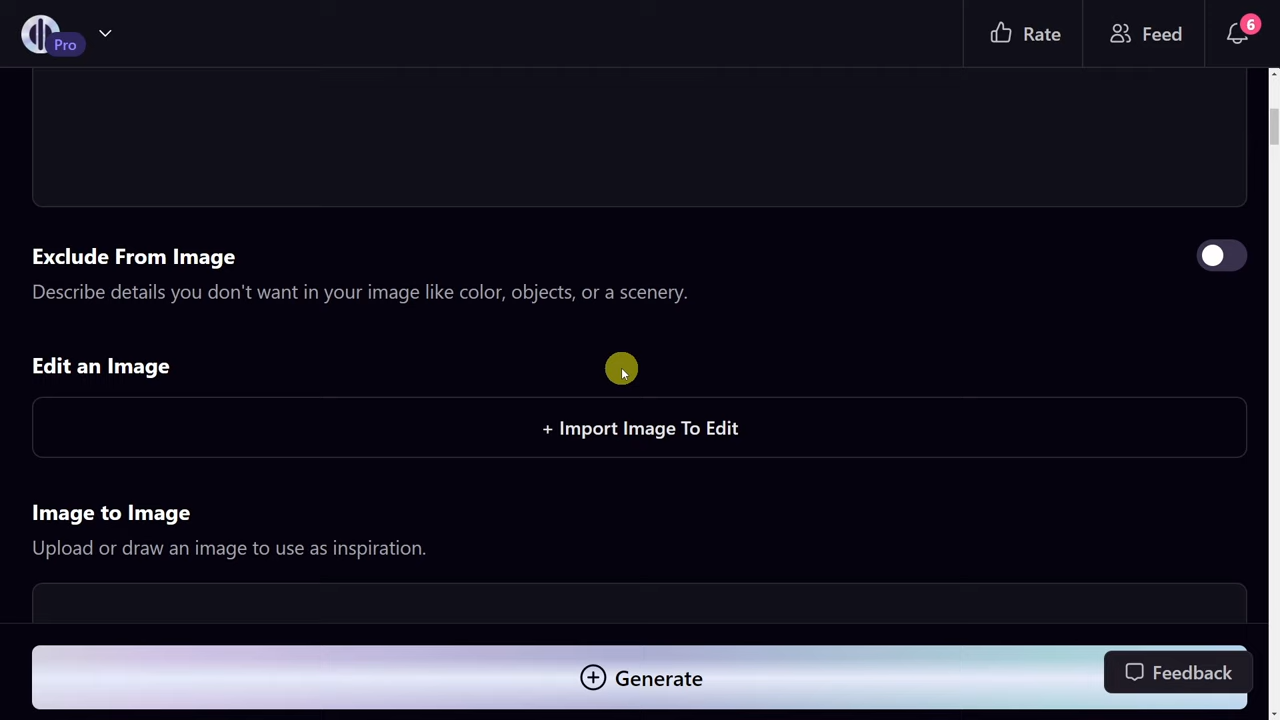 Pro
Rate
Feed
6
Exclude From Image
Describe details you don't want in your image like color, objects, or a scenery.
Edit an Image
+ Import Image To Edit
Image to Image
Upload or draw an image to use as inspiration.
Generate
Feedback